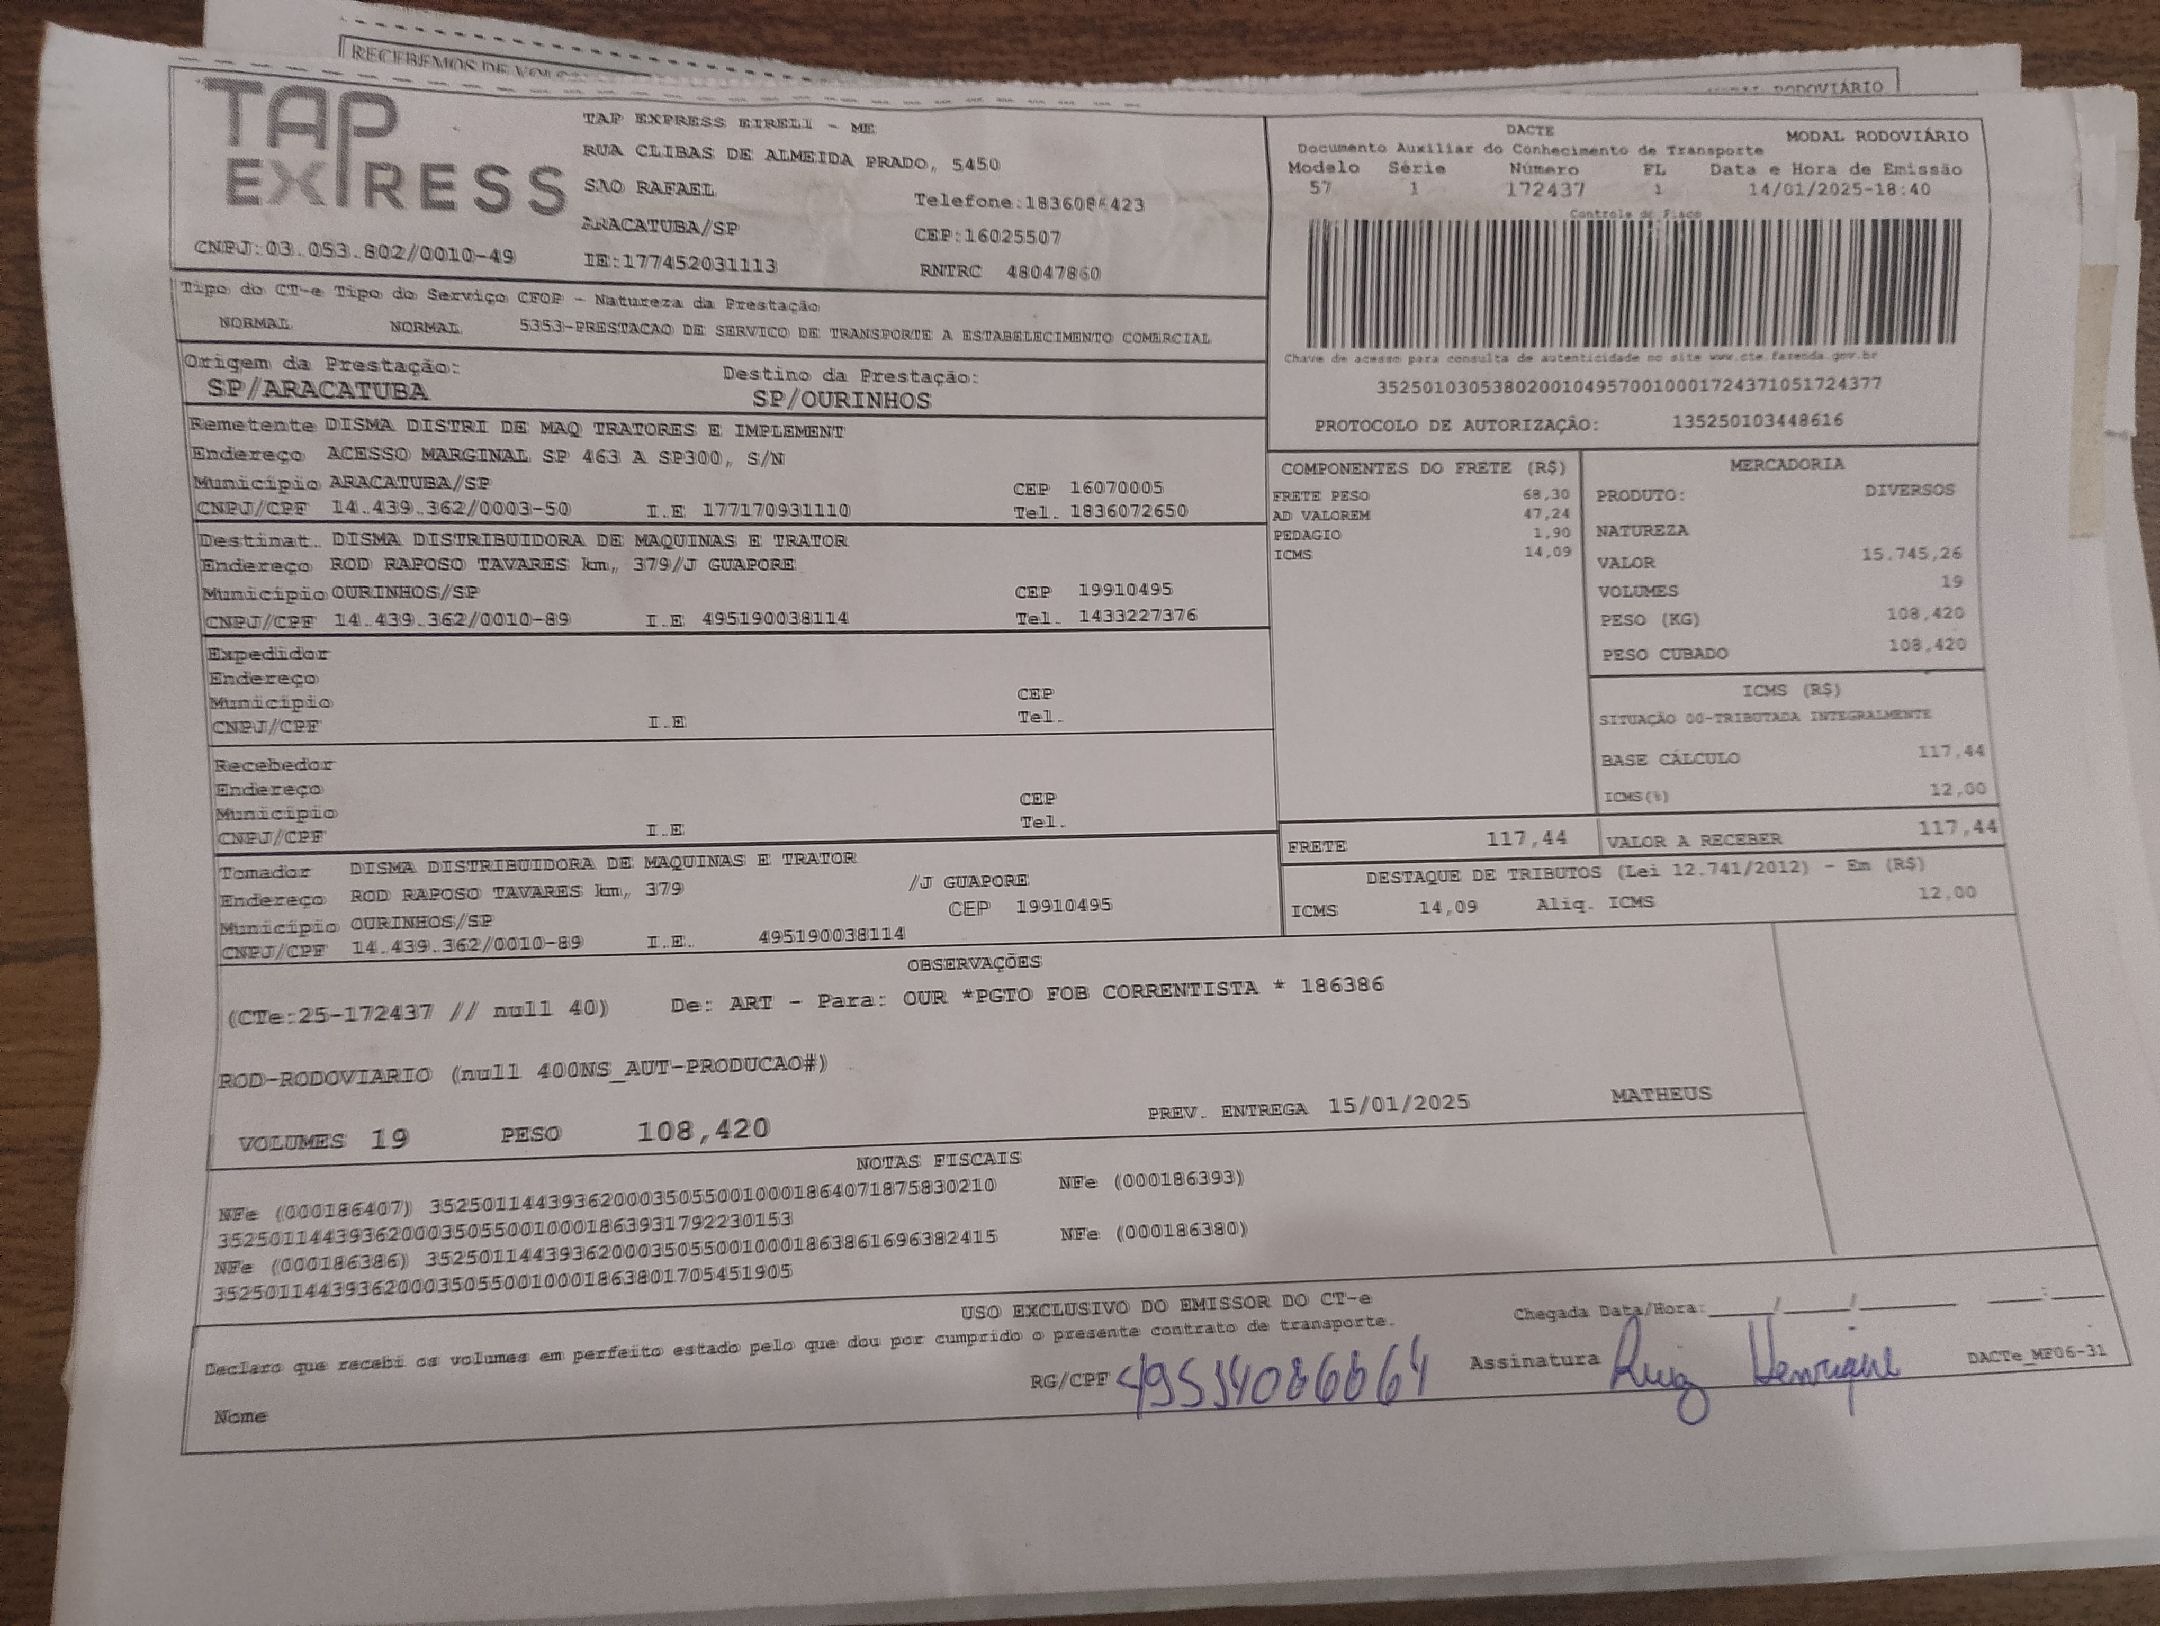 RECEBEMOS DE
RODOVIÁRIO
TAP
EXPRESS
CNPJ:03.053.802/0010-49
TAP EXPRESS EIRELI - ME
RUA CLIBAS DE ALMEIDA PRADO, 5450
SAO RAFAEL
Telefone:1836086423
ARACATUBA/SP
CEP:16025507
IE:177452031113
RNTRC 48047860
DACTE
MODAL RODOVIÁRIO
Documento Auxiliar do Conhecimento de Transporte
Modelo Série Número FL Data e Hora de Emissão
57 1 172437 1 14/01/2025-18:40
Controle do Fisco
Chave de acesso para consulta de autenticidade no site www.cte.fazenda.gov.br
35250103053802001049570010001724371051724377
PROTOCOLO DE AUTORIZAÇÃO: 135250103448616
Tipo do CT-e Tipo do Serviço CFOP - Natureza da Prestação
NORMAL NORMAL 5353-PRESTACAO DE SERVICO DE TRANSPORTE A ESTABELECIMENTO COMERCIAL
Origem da Prestação: Destino da Prestação:
SP/ARACATUBA SP/OURINHOS
Remetente DISMA DISTRI DE MAQ TRATORES E IMPLEMENT
Endereço ACESSO MARGINAL SP 463 A SP300, S/N
Município ARACATUBA/SP CEP 16070005
CNPJ/CPF 14.439.362/0003-50 I.E 177170931110 Tel. 1836072650
Destinat. DISMA DISTRIBUIDORA DE MAQUINAS E TRATOR
Endereço ROD RAPOSO TAVARES km, 379/J GUAPORE
Município OURINHOS/SP CEP 19910495
CNPJ/CPF 14.439.362/0010-89 I.E 495190038114 Tel. 1433227376
Expedidor
Endereço
Município CEP
CNPJ/CPF I.E Tel.
Recebedor
Endereço
Município CEP
CNPJ/CPF I.E Tel.
Tomador DISMA DISTRIBUIDORA DE MAQUINAS E TRATOR
Endereço ROD RAPOSO TAVARES km, 379 /J GUAPORE
Município OURINHOS/SP CEP 19910495
CNPJ/CPF 14.439.362/0010-89 I.E. 495190038114
COMPONENTES DO FRETE (R$)
FRETE PESO 68,30
AD VALOREM 47,24
PEDAGIO 1,90
ICMS 14,09
MERCADORIA
PRODUTO: DIVERSOS
NATUREZA
VALOR 15.745,26
VOLUMES 19
PESO (KG) 108,420
PESO CUBADO 108,420
ICMS (R$)
SITUAÇÃO 00-TRIBUTADA INTEGRALMENTE
BASE CÁLCULO 117,44
ICMS(%) 12,00
FRETE 117,44 VALOR A RECEBER 117,44
DESTAQUE DE TRIBUTOS (Lei 12.741/2012) - Em (R$)
ICMS 14,09 Aliq. ICMS 12,00
OBSERVAÇÕES
(CTe:25-172437 // null 40) De: ART - Para: OUR *PGTO FOB CORRENTISTA * 186386
ROD-RODOVIARIO (null 400NS_AUT-PRODUCAO#)
VOLUMES 19 PESO 108,420 PREV. ENTREGA 15/01/2025 MATHEUS
NOTAS FISCAIS
NFe (000186407) 35250114439362000350550010001864071875830210 NFe (000186393)
35250114439362000350550010001863931792230153
NFe (000186386) 35250114439362000350550010001863861696382415 NFe (000186380)
35250114439362000350550010001863801705451905
USO EXCLUSIVO DO EMISSOR DO CT-e
Declaro que recebi os volumes em perfeito estado pelo que dou por cumprido o presente contrato de transporte.
Chegada Data/Hora:____/____/______ ___:___
Nome RG/CPF Assinatura Ruiz Henrique DACTe_MF06-31